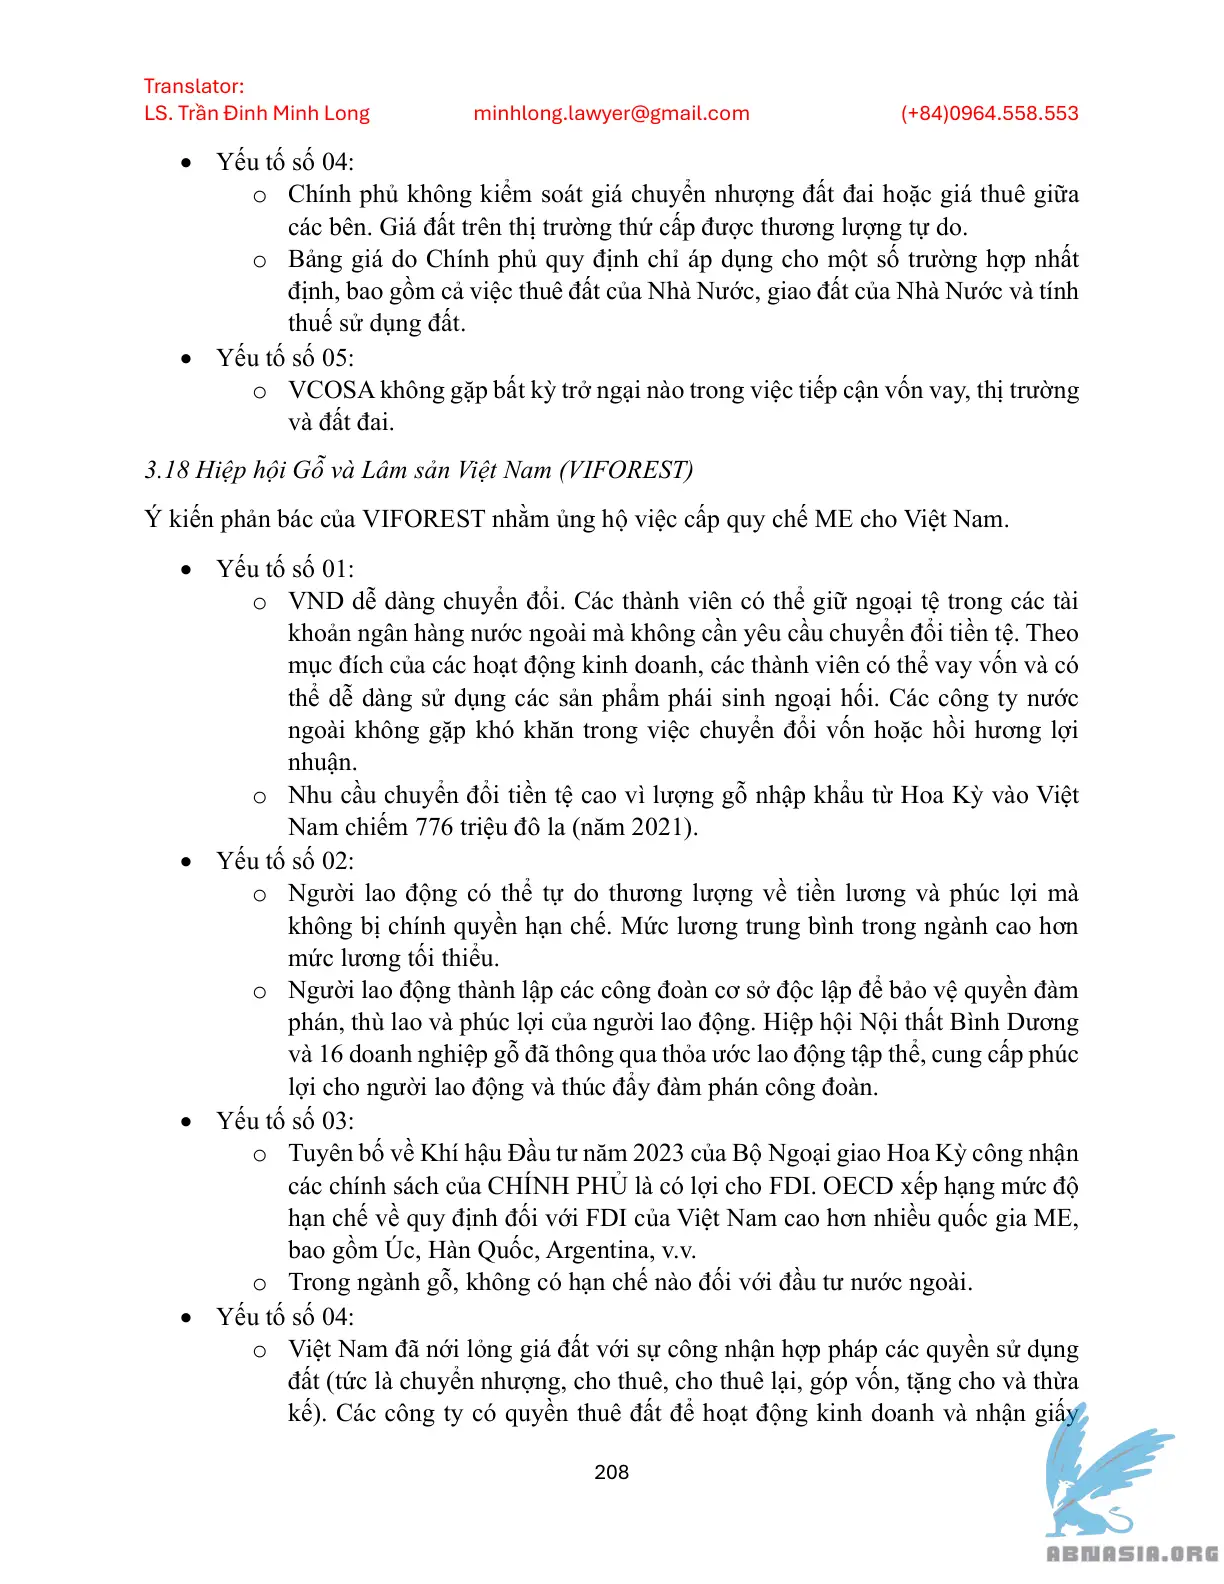 Translator:
LS. Trần Đinh Minh Long minhlong.lawyer@gmail.com (+84)0964.558.553
• Yếu tố số 04:
o Chính phủ không kiểm soát giá chuyển nhượng đất đai hoặc giá thuê giữa
các bên. Giá đất trên thị trường thứ cấp được thương lượng tự do.
o Bảng giá do Chính phủ quy định chỉ áp dụng cho một số trường hợp nhất
định, bao gồm cả việc thuê đất của Nhà Nước, giao đất của Nhà Nước và tính
thuế sử dụng đất.
• Yếu tố số 05:
o VCOSA không gặp bất kỳ trở ngại nào trong việc tiếp cận vốn vay, thị trường
và đất đai.
3.18 Hiệp hội Gỗ và Lâm sản Việt Nam (VIFOREST)
Ý kiến phản bác của VIFOREST nhằm ủng hộ việc cấp quy chế ME cho Việt Nam.
• Yếu tố số 01:
o VND dễ dàng chuyển đổi. Các thành viên có thể giữ ngoại tệ trong các tài
khoản ngân hàng nước ngoài mà không cần yêu cầu chuyển đổi tiền tệ. Theo
mục đích của các hoạt động kinh doanh, các thành viên có thể vay vốn và có
thể dễ dàng sử dụng các sản phẩm phái sinh ngoại hối. Các công ty nước
ngoài không gặp khó khăn trong việc chuyển đổi vốn hoặc hồi hương lợi
nhuận.
o Nhu cầu chuyển đổi tiền tệ cao vì lượng gỗ nhập khẩu từ Hoa Kỳ vào Việt
Nam chiếm 776 triệu đô la (năm 2021).
• Yếu tố số 02:
o Người lao động có thể tự do thương lượng về tiền lương và phúc lợi mà
không bị chính quyền hạn chế. Mức lương trung bình trong ngành cao hơn
mức lương tối thiểu.
o Người lao động thành lập các công đoàn cơ sở độc lập để bảo vệ quyền đàm
phán, thù lao và phúc lợi của người lao động. Hiệp hội Nội thất Bình Dương
và 16 doanh nghiệp gỗ đã thông qua thỏa ước lao động tập thể, cung cấp phúc
lợi cho người lao động và thúc đẩy đàm phán công đoàn.
• Yếu tố số 03:
o Tuyên bố về Khí hậu Đầu tư năm 2023 của Bộ Ngoại giao Hoa Kỳ công nhận
các chính sách của CHÍNH PHỦ là có lợi cho FDI. OECD xếp hạng mức độ
hạn chế về quy định đối với FDI của Việt Nam cao hơn nhiều quốc gia ME,
bao gồm Úc, Hàn Quốc, Argentina, v.v.
o Trong ngành gỗ, không có hạn chế nào đối với đầu tư nước ngoài.
• Yếu tố số 04:
o Việt Nam đã nới lỏng giá đất với sự công nhận hợp pháp các quyền sử dụng
đất (tức là chuyển nhượng, cho thuê, cho thuê lại, góp vốn, tặng cho và thừa
kế). Các công ty có quyền thuê đất để hoạt động kinh doanh và nhận giấy
208
ABNASIA.ORG